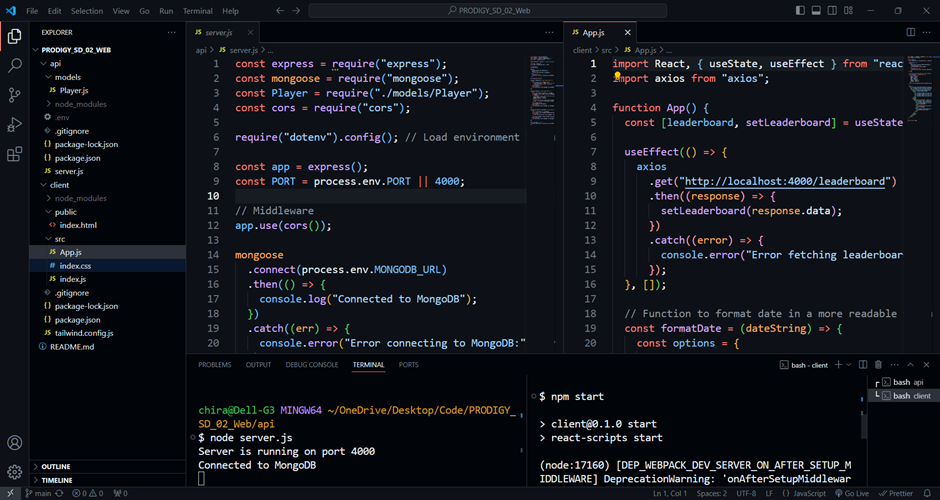 File Edit Selection View Go Run Terminal Help
PRODIGY_SD_02_Web
EXPLORER
PRODIGY_SD_02_WEB
api
models
JS Player.js
node_modules
.env
.gitignore
{} package-lock.json
{} package.json
JS server.js
client
node_modules
public
<> index.html
src
JS App.js
# index.css
JS index.js
.gitignore
{} package-lock.json
{} package.json
JS tailwind.config.js
README.md
OUTLINE
TIMELINE
JS server.js
api > JS server.js > ...
1 const express = require("express");
2 const mongoose = require("mongoose");
3 const Player = require("./models/Player");
4 const cors = require("cors");
5
6 require("dotenv").config(); // Load environment
7
8 const app = express();
9 const PORT = process.env.PORT || 4000;
10
11 // Middleware
12 app.use(cors());
13
14 mongoose
15 .connect(process.env.MONGODB_URL)
16 .then(() => {
17 console.log("Connected to MongoDB");
18 })
19 .catch((err) => {
20 console.error("Error connecting to MongoDB:"
JS App.js
client > src > JS App.js > ...
1 import React, { useState, useEffect } from "reac
2 import axios from "axios";
3
4 function App() {
5 const [leaderboard, setLeaderboard] = useState
6
7 useEffect(() => {
8 axios
9 .get("http://localhost:4000/leaderboard")
10 .then((response) => {
11 setLeaderboard(response.data);
12 })
13 .catch((error) => {
14 console.error("Error fetching leaderboar
15 });
16 }, []);
17
18 // Function to format date in a more readable
19 const formatDate = (dateString) => {
20 const options = {
PROBLEMS OUTPUT DEBUG CONSOLE TERMINAL PORTS
bash - client
chira@Dell-G3 MINGW64 ~/OneDrive/Desktop/Code/PRODIGY_
SD_02_Web/api
$ node server.js
Server is running on port 4000
Connected to MongoDB
$ npm start
> client@0.1.0 start
> react-scripts start
(node:17160) [DEP_WEBPACK_DEV_SERVER_ON_AFTER_SETUP_M
IDDLEWARE] DeprecationWarning: 'onAfterSetupMiddlewar
bash api
bash client
main 0 0 0 Ln 1, Col 1 Spaces: 2 UTF-8 LF {} JavaScript Go Live Prettier